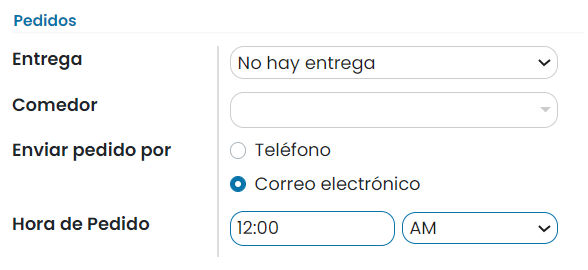 Pedidos
Entrega No hay entrega
Comedor
Enviar pedido por Teléfono
Correo electrónico
Hora de Pedido 12:00 AM